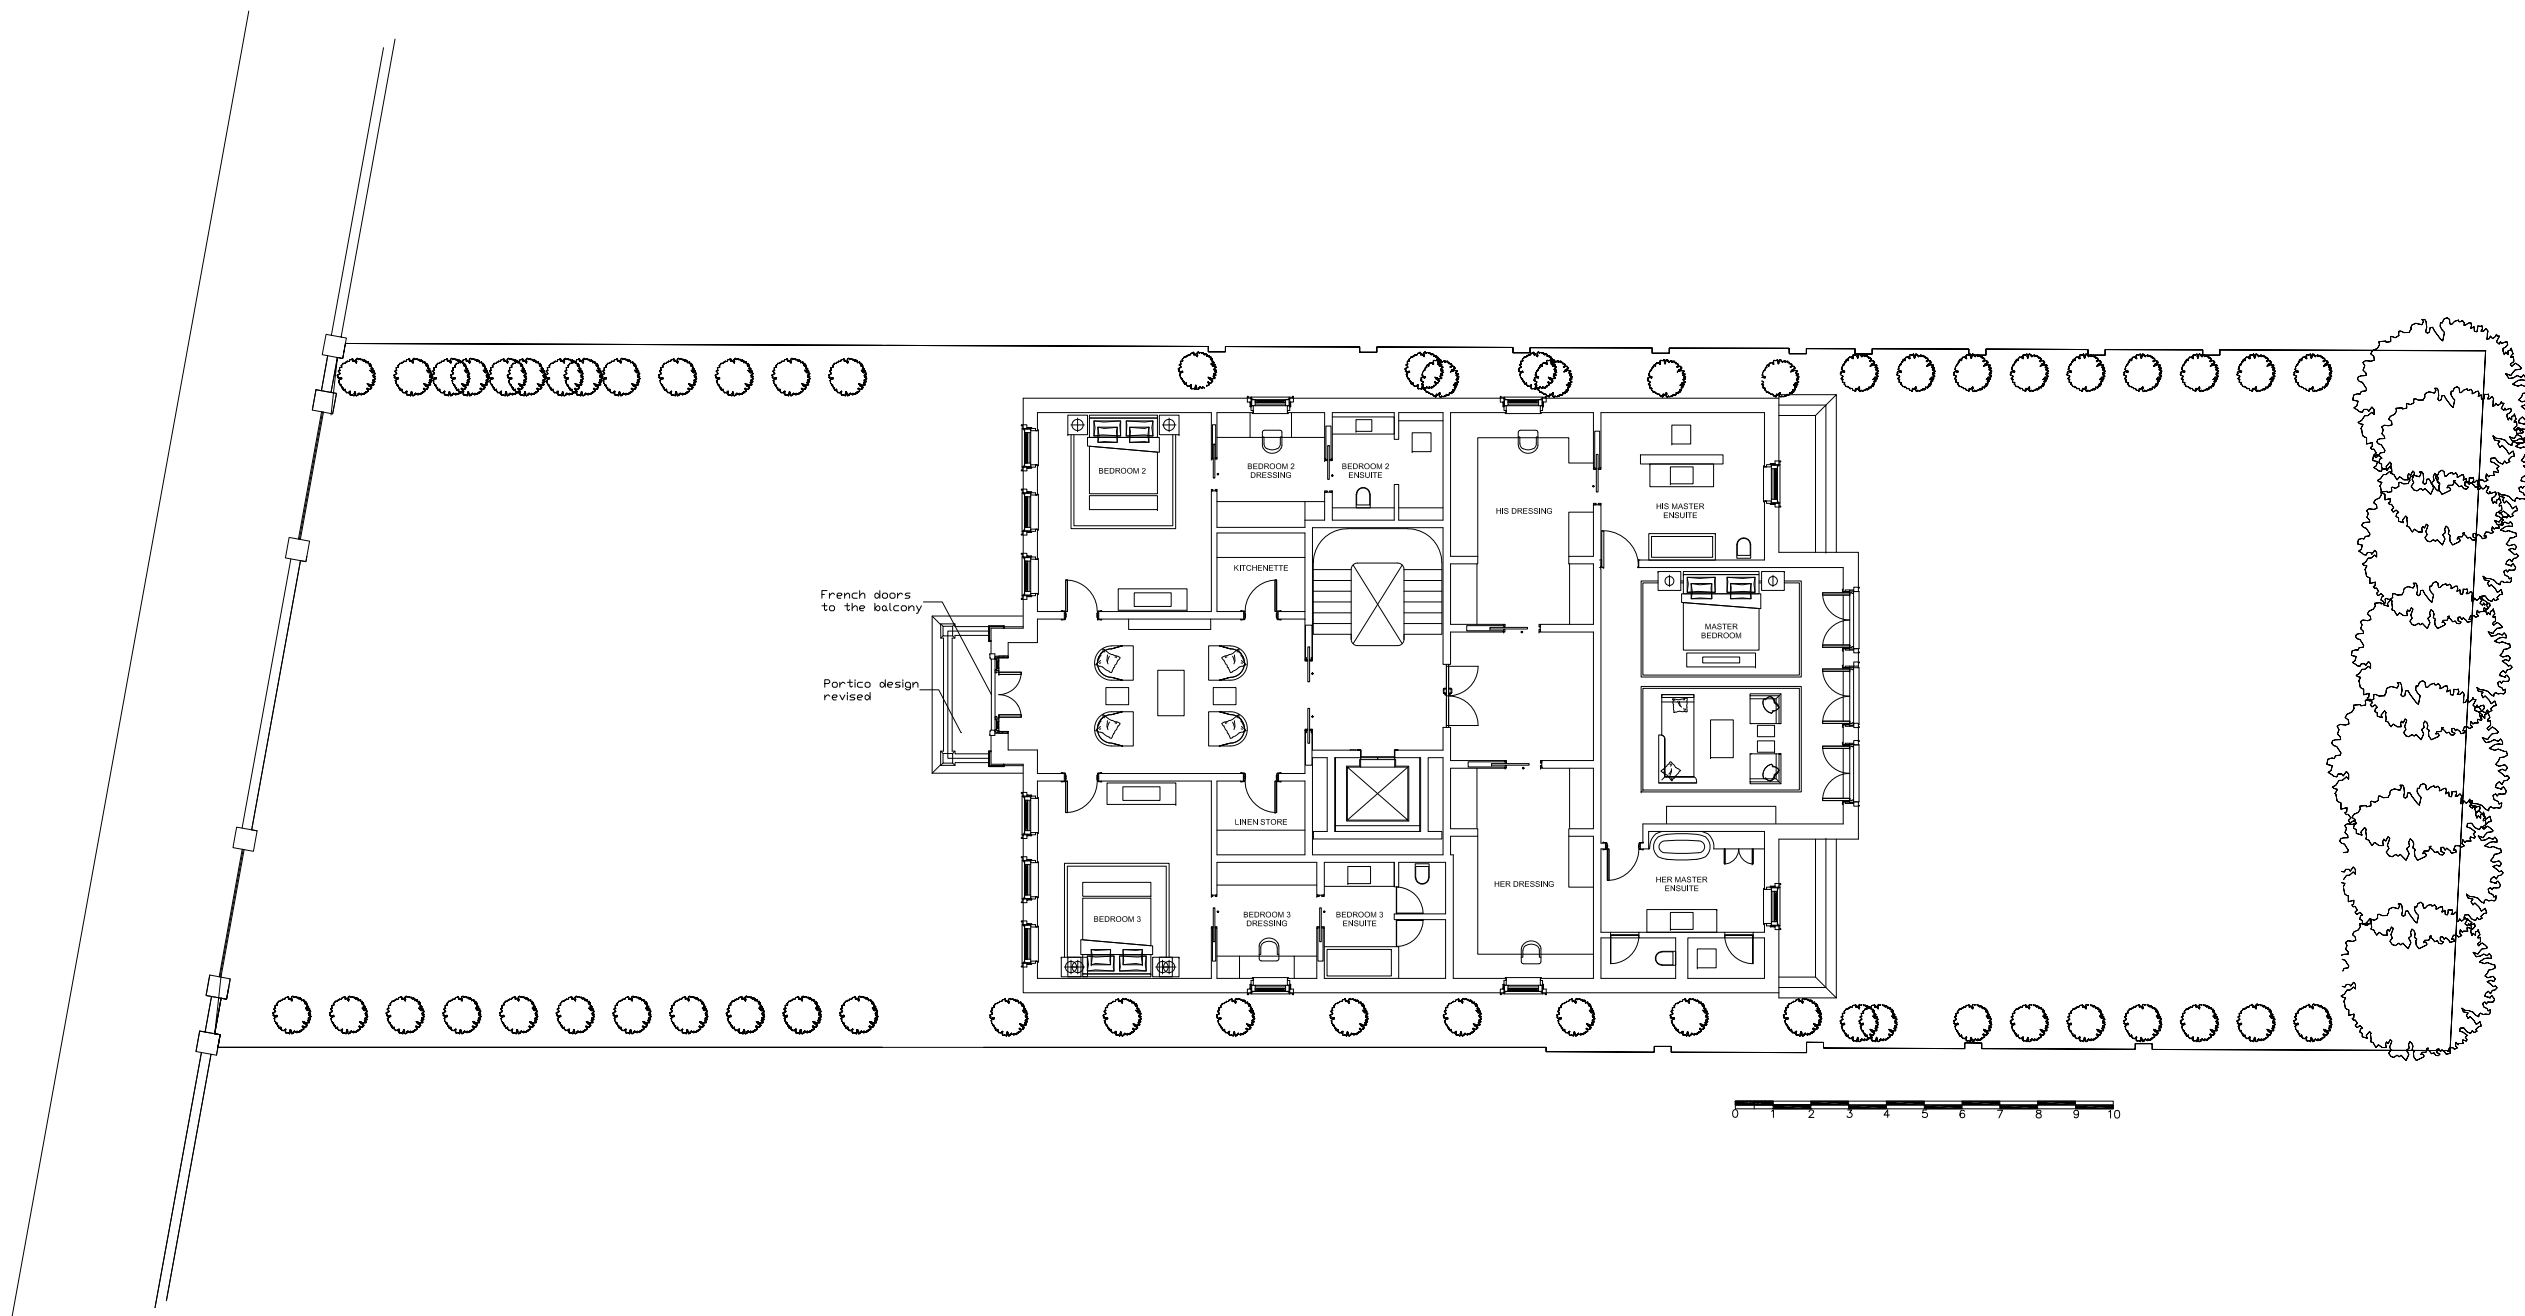 BEDROOM 2
BEDROOM 2
DRESSING
BEDROOM 2
ENSUITE
HIS DRESSING
HIS MASTER
ENSUITE
KITCHENETTE
French doors
to the balcony
MASTER
BEDROOM
Portico design
revised
LINEN STORE
BEDROOM 3
BEDROOM 3
DRESSING
BEDROOM 3
ENSUITE
HER DRESSING
HER MASTER
ENSUITE
0 1 2 3 4 5 6 7 8 9 10